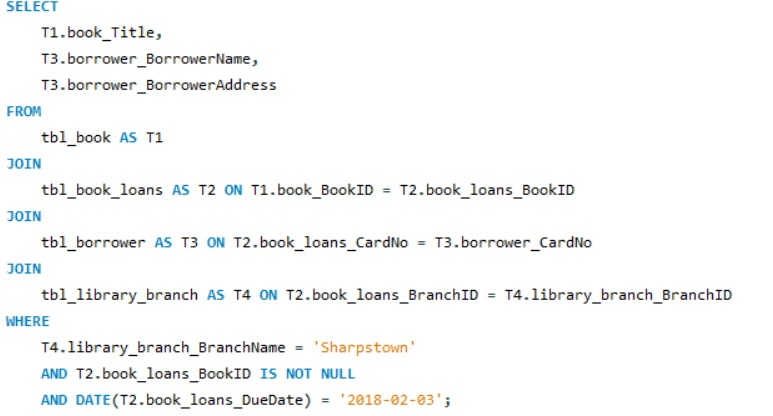 SELECT
    T1.book_Title,
    T3.borrower_BorrowerName,
    T3.borrower_BorrowerAddress
FROM
    tbl_book AS T1
JOIN
    tbl_book_loans AS T2 ON T1.book_BookID = T2.book_loans_BookID
JOIN
    tbl_borrower AS T3 ON T2.book_loans_CardNo = T3.borrower_CardNo
JOIN
    tbl_library_branch AS T4 ON T2.book_loans_BranchID = T4.library_branch_BranchID
WHERE
    T4.library_branch_BranchName = 'Sharpstown'
    AND T2.book_loans_BookID IS NOT NULL
    AND DATE(T2.book_loans_DueDate) = '2018-02-03';